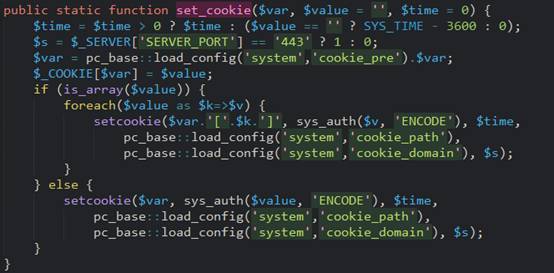 public static function set_cookie($var, $value = '', $time = 0) {
    $time = $time > 0 ? $time : ($value == '' ? SYS_TIME - 3600 : 0);
    $s = $_SERVER['SERVER_PORT'] == '443' ? 1 : 0;
    $var = pc_base::load_config('system','cookie_pre').$var;
    $_COOKIE[$var] = $value;
    if (is_array($value)) {
        foreach($value as $k=>$v) {
            setcookie($var.'['.$k.']', sys_auth($v, 'ENCODE'), $time,
                pc_base::load_config('system','cookie_path'),
                pc_base::load_config('system','cookie_domain'), $s);
        }
    } else {
        setcookie($var, sys_auth($value, 'ENCODE'), $time,
            pc_base::load_config('system','cookie_path'),
            pc_base::load_config('system','cookie_domain'), $s);
    }
}